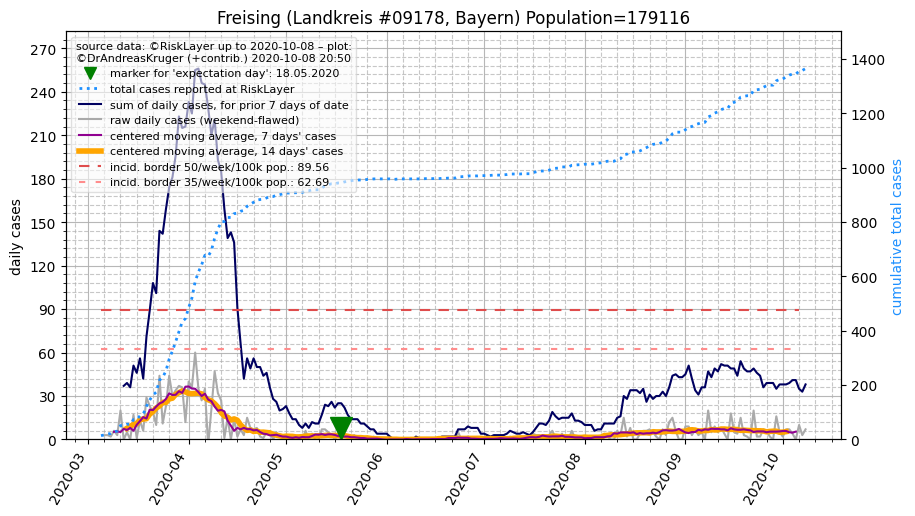 Freising (Landkreis #09178, Bayern) Population=179116
source data: ©RiskLayer up to 2020-10-08 – plot:
©DrAndreasKruger (+contrib.) 2020-10-08 20:50
marker for 'expectation day': 18.05.2020
total cases reported at RiskLayer
sum of daily cases, for prior 7 days of date
raw daily cases (weekend-flawed)
centered moving average, 7 days' cases
centered moving average, 14 days' cases
incid. border 50/week/100k pop.: 89.56
incid. border 35/week/100k pop.: 62.69
daily cases
270
240
210
180
150
120
90
60
30
0
cumulative total cases
1400
1200
1000
800
600
400
200
0
2020-03
2020-04
2020-05
2020-06
2020-07
2020-08
2020-09
2020-10